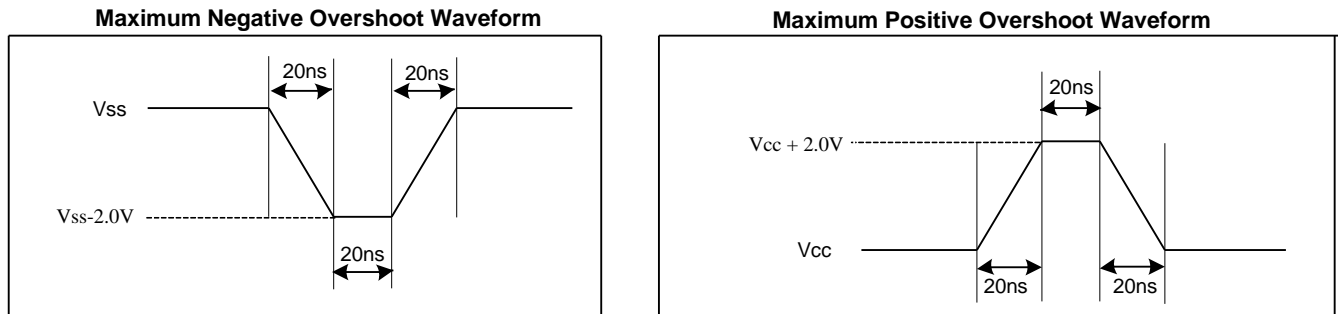 Maximum Negative Overshoot Waveform
20ns
20ns
Vss
Vss-2.0V
20ns
Maximum Positive Overshoot Waveform
20ns
Vcc + 2.0V
Vcc
20ns
20ns